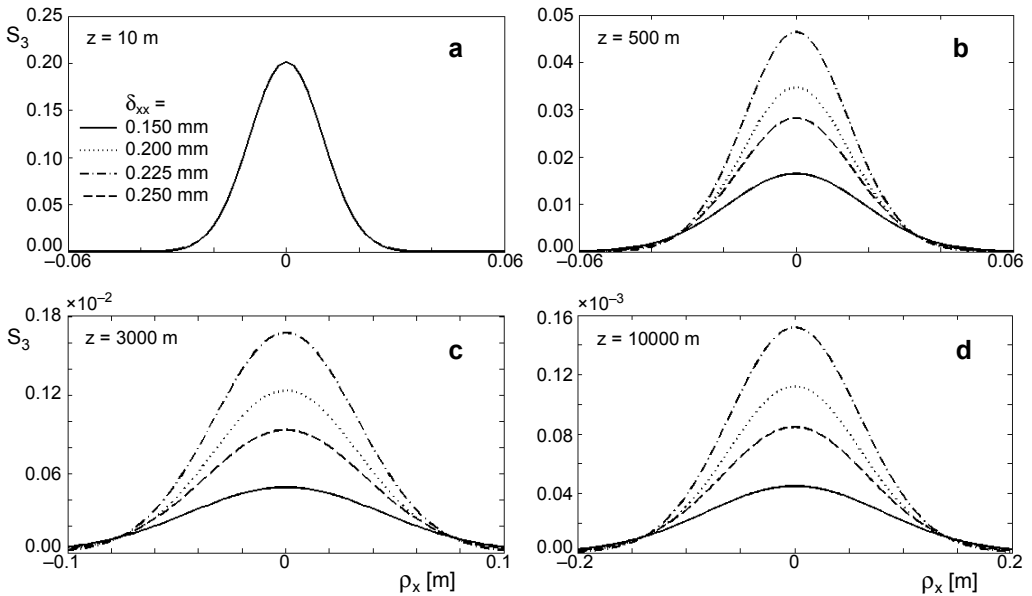 0.25
S3
z = 10 m
a
0.20
δxx =
0.150 mm
0.200 mm
0.225 mm
0.250 mm
0.15
0.10
0.05
0.00
–0.06
0
0.06
0.05
z = 500 m
b
0.04
0.03
0.02
0.01
0.00
–0.06
0
0.06
×10–2
0.18
S3
z = 3000 m
c
0.12
0.06
0.00
–0.1
0
0.1
ρx [m]
×10–3
0.16
z = 10000 m
d
0.12
0.08
0.04
0.00
–0.2
0
0.2
ρx [m]